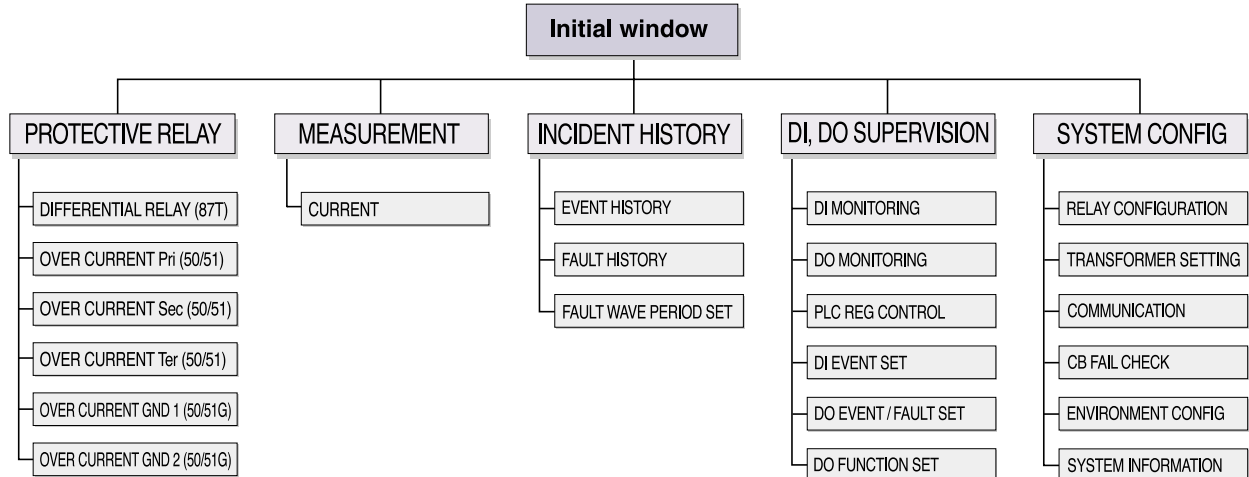 Initial window
PROTECTIVE RELAY
DIFFERENTIAL RELAY (87T)
OVER CURRENT Pri (50/51)
OVER CURRENT Sec (50/51)
OVER CURRENT Ter (50/51)
OVER CURRENT GND 1 (50/51G)
OVER CURRENT GND 2 (50/51G)
MEASUREMENT
CURRENT
INCIDENT HISTORY
EVENT HISTORY
FAULT HISTORY
FAULT WAVE PERIOD SET
DI, DO SUPERVISION
DI MONITORING
DO MONITORING
PLC REG CONTROL
DI EVENT SET
DO EVENT / FAULT SET
DO FUNCTION SET
SYSTEM CONFIG
RELAY CONFIGURATION
TRANSFORMER SETTING
COMMUNICATION
CB FAIL CHECK
ENVIRONMENT CONFIG
SYSTEM INFORMATION